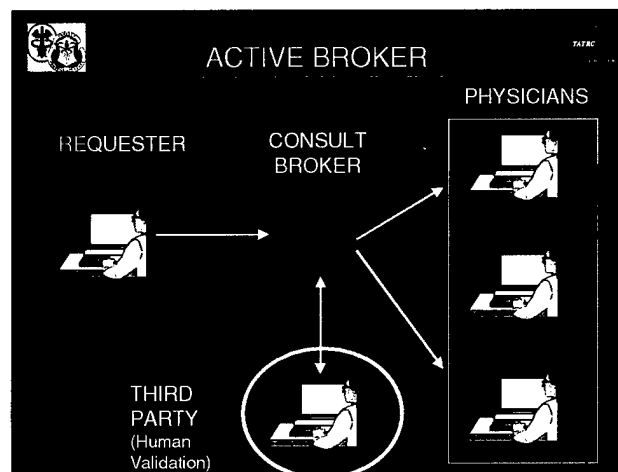 ACTIVE BROKER
TATRC
PHYSICIANS
REQUESTER
CONSULT
BROKER
THIRD
PARTY
(Human
Validation)